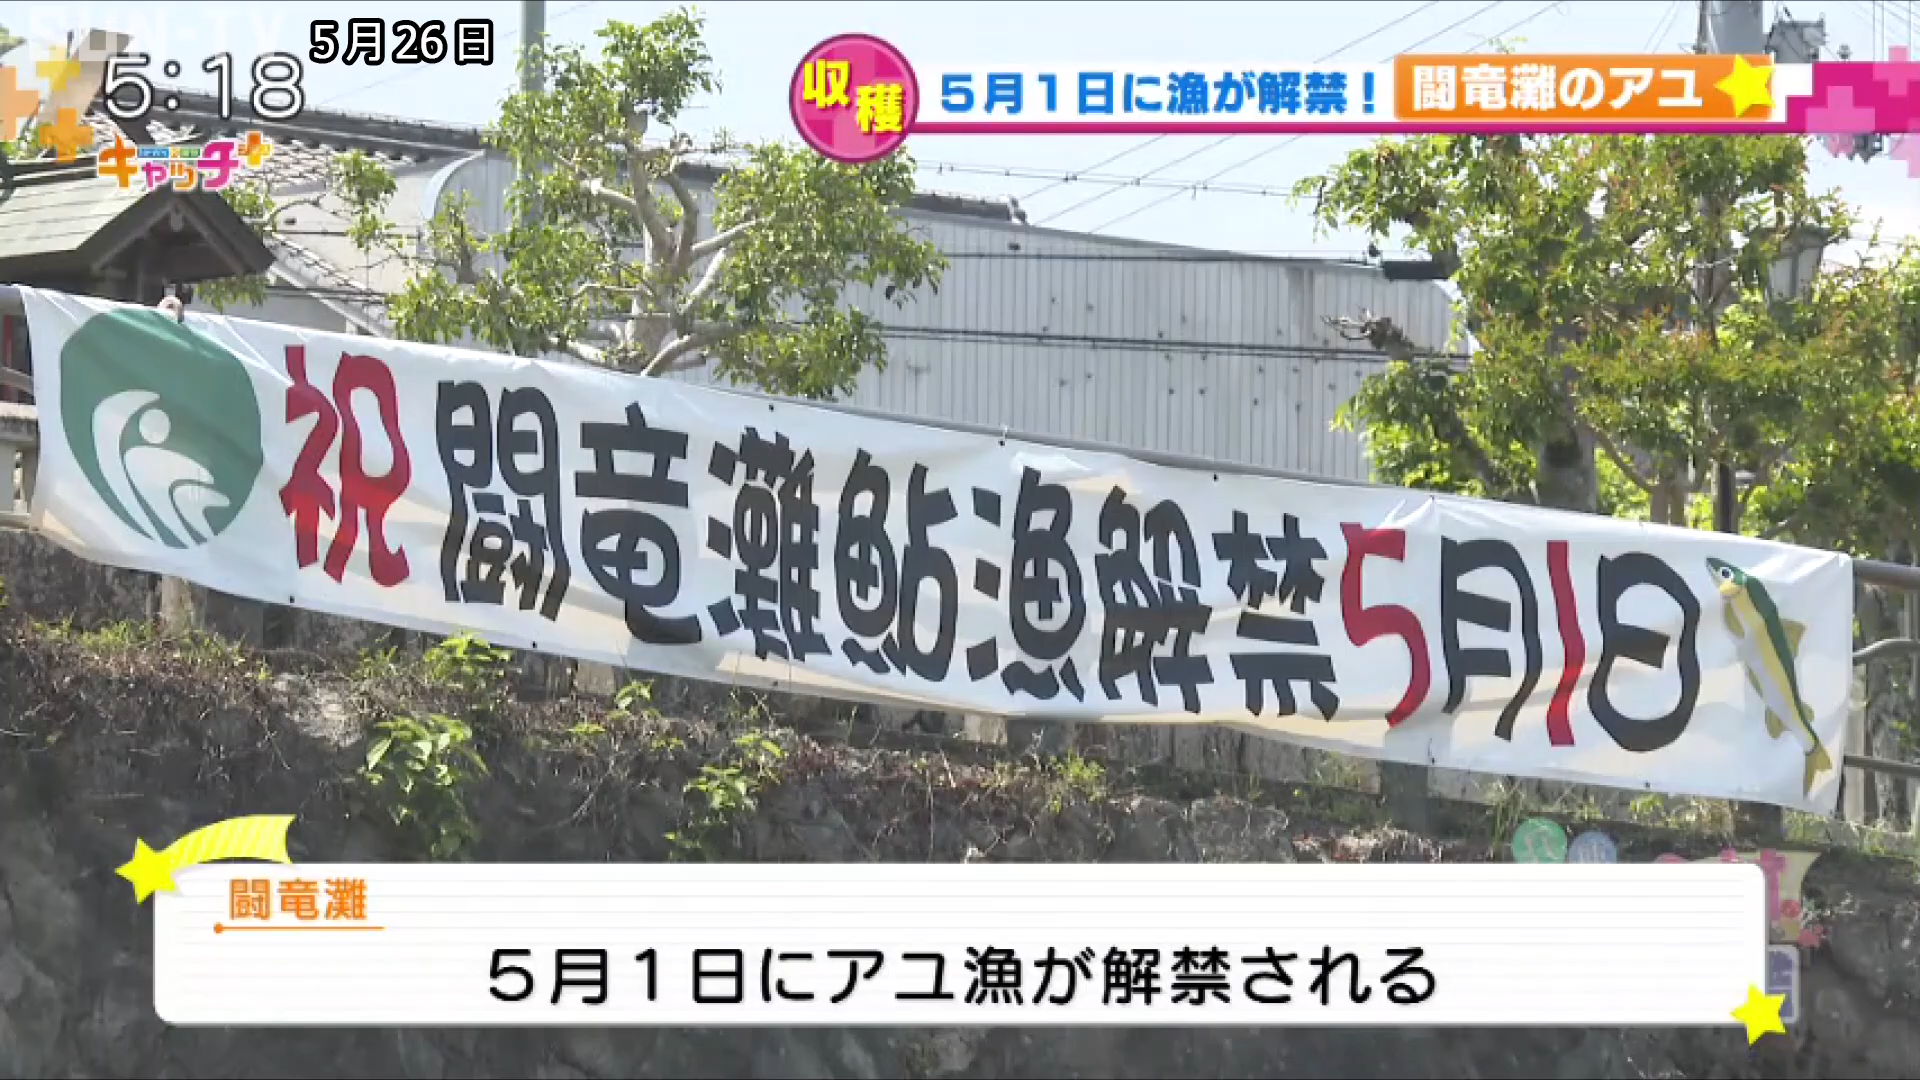 SUN-TV
5月26日
5:18
キャッチ+
収穫
５月１日に漁が解禁！
闘竜灘のアユ
祝 闘竜灘鮎漁解禁5月1日
闘竜灘
５月１日にアユ漁が解禁される